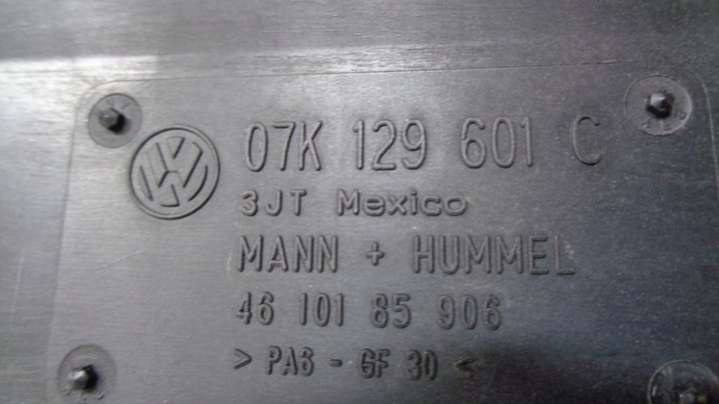 07K 129 601 C
3JT Mexico
MANN + HUMMEL
46 101 85 906
> PA6 - GF 30 <